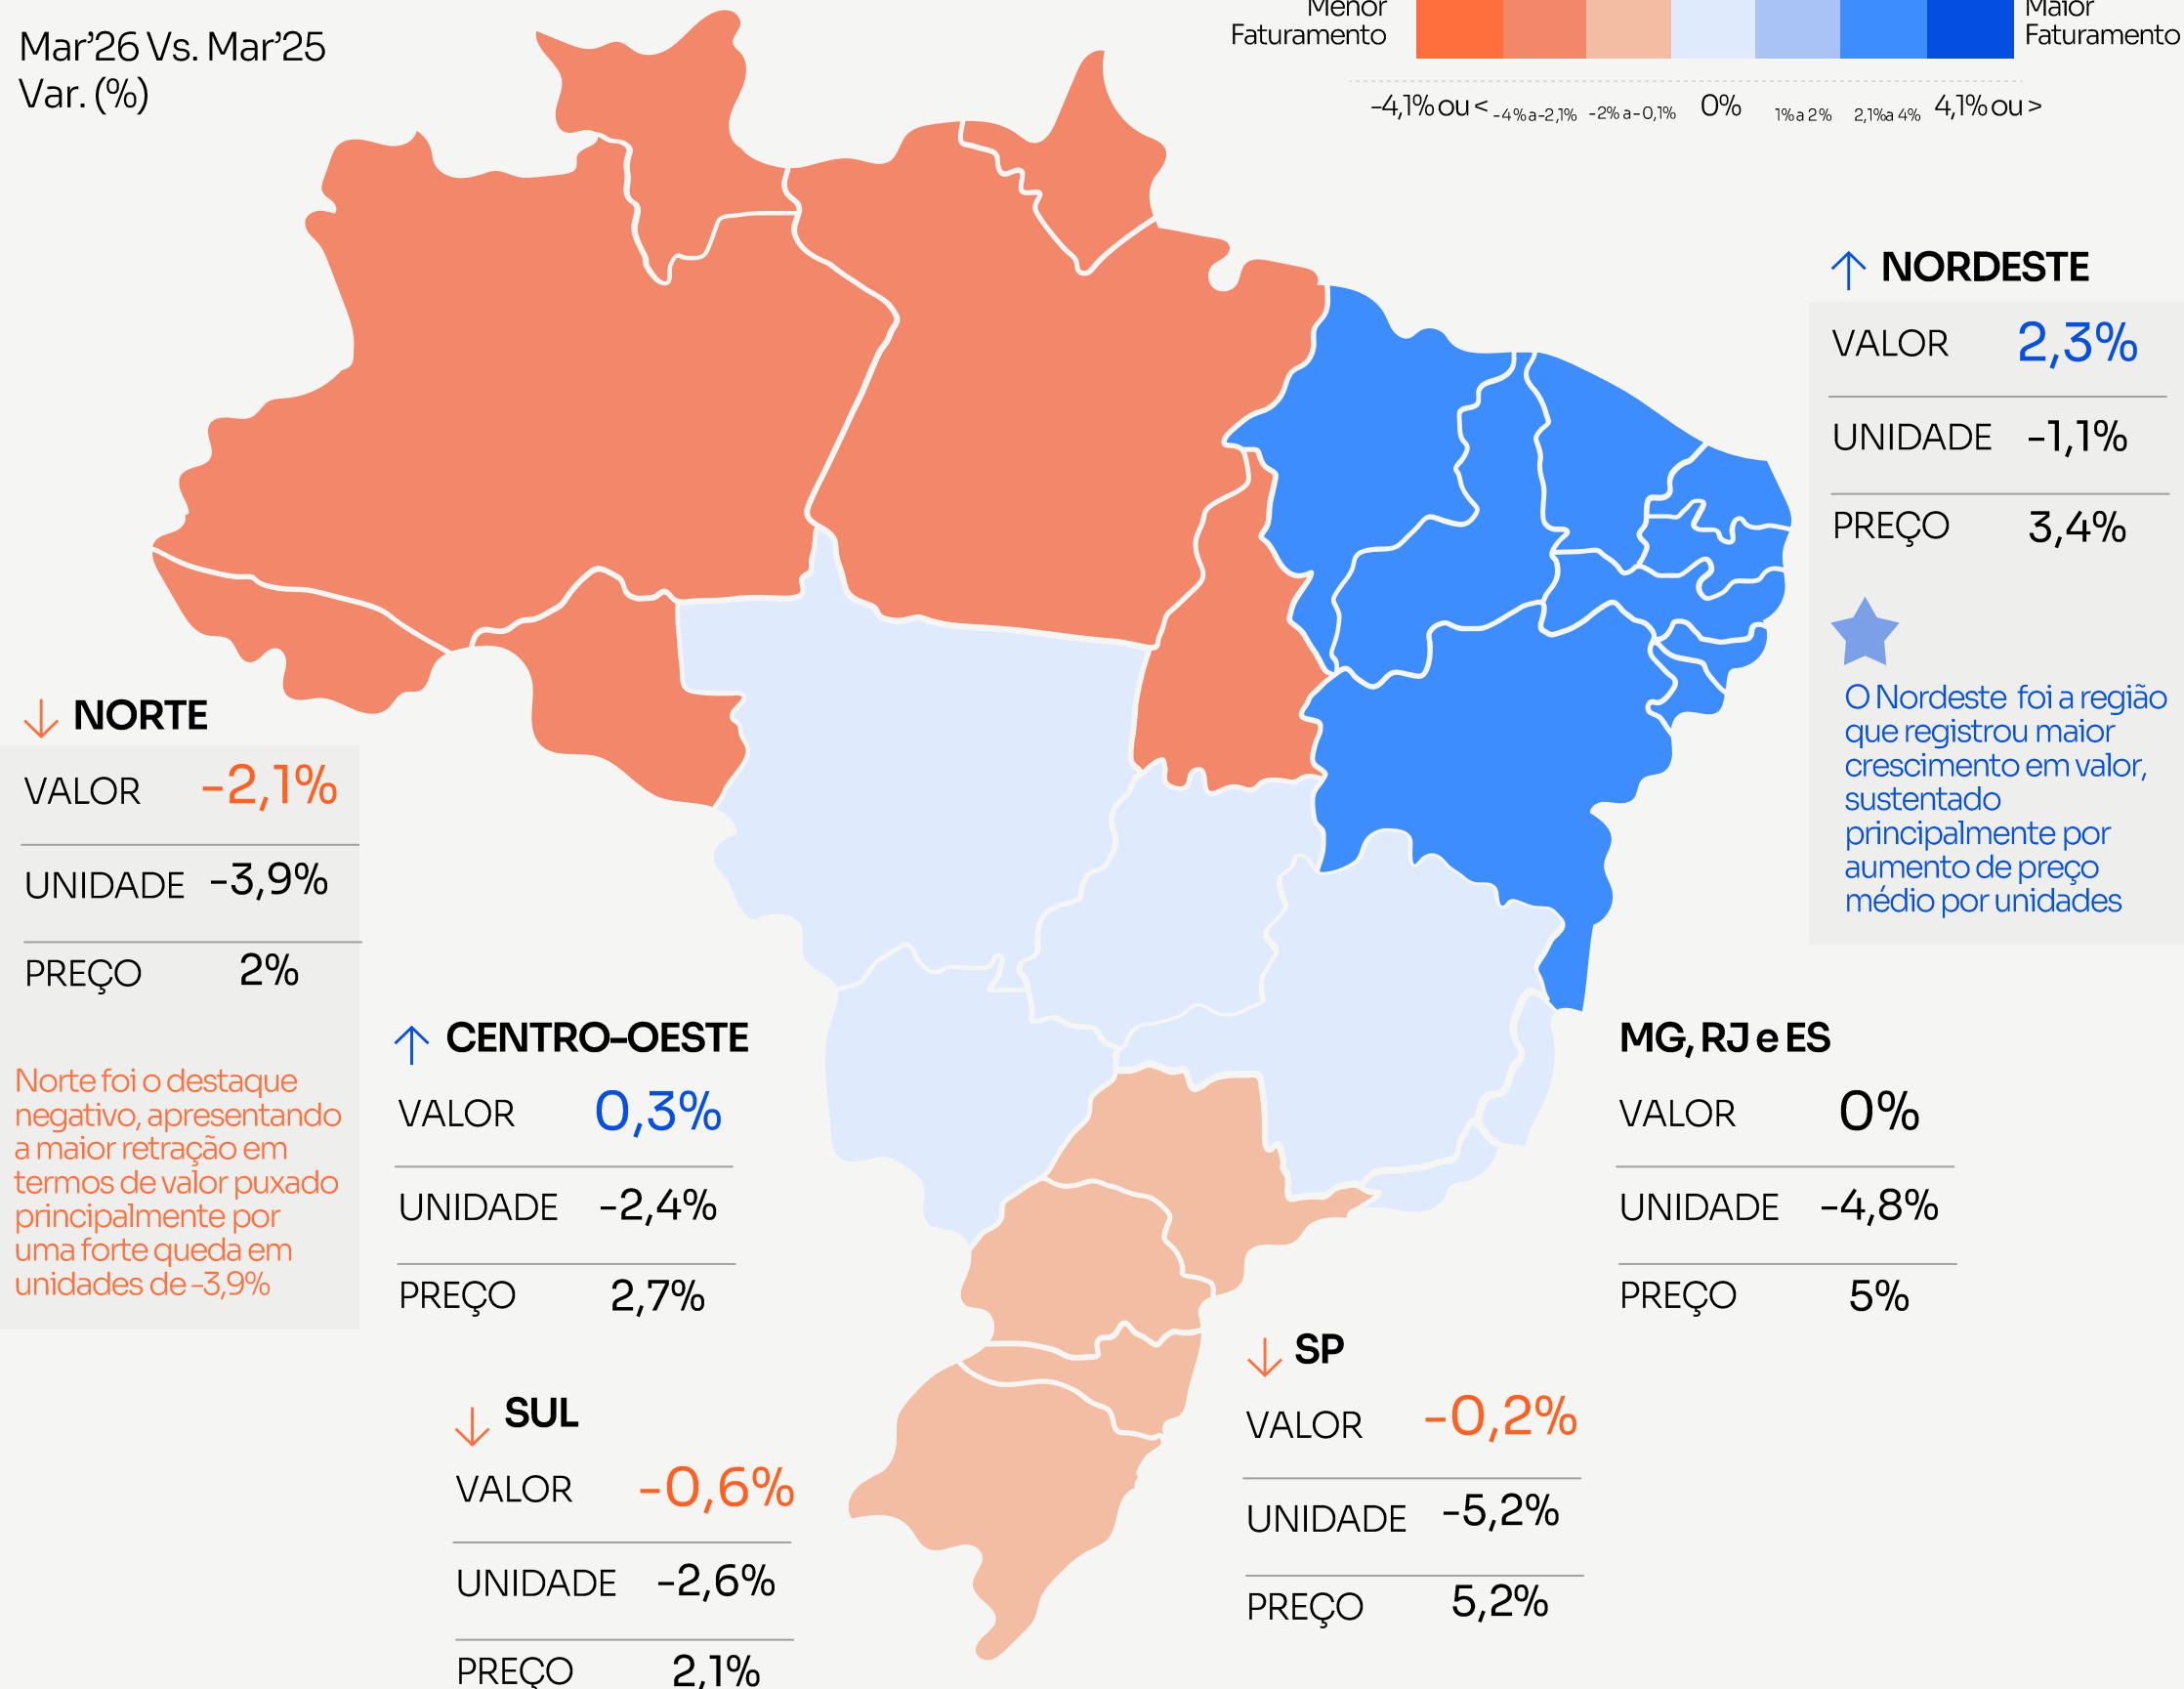 Mar’26 Vs. Mar’25
Var. (%)
Menor
Faturamento
Maior
Faturamento
-4,1% ou <
-4% a -2,1%
-2% a -0,1%
0%
1% a 2%
2,1% a 4%
4,1% ou >
NORDESTE
VALOR 2,3%
UNIDADE -1,1%
PREÇO 3,4%
O Nordeste foi a região
que registrou maior
crescimento em valor,
sustentado
principalmente por
aumento de preço
médio por unidades
NORTE
VALOR -2,1%
UNIDADE -3,9%
PREÇO 2%
Norte foi o destaque
negativo, apresentando
a maior retração em
termos de valor puxado
principalmente por
uma forte queda em
unidades de -3,9%
CENTRO-OESTE
VALOR 0,3%
UNIDADE -2,4%
PREÇO 2,7%
MG, RJ e ES
VALOR 0%
UNIDADE -4,8%
PREÇO 5%
SP
VALOR -0,2%
UNIDADE -5,2%
PREÇO 5,2%
SUL
VALOR -0,6%
UNIDADE -2,6%
PREÇO 2,1%